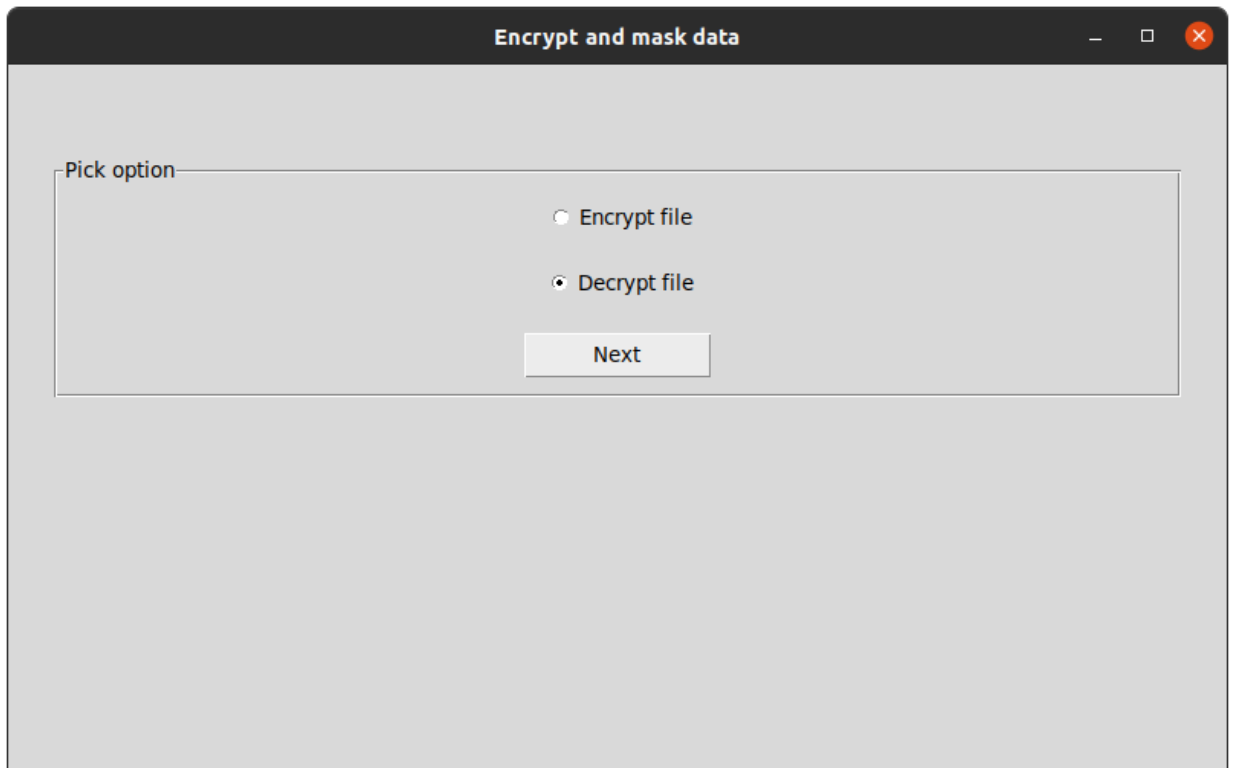 Encrypt and mask data
Pick option
Encrypt file
Decrypt file
Next